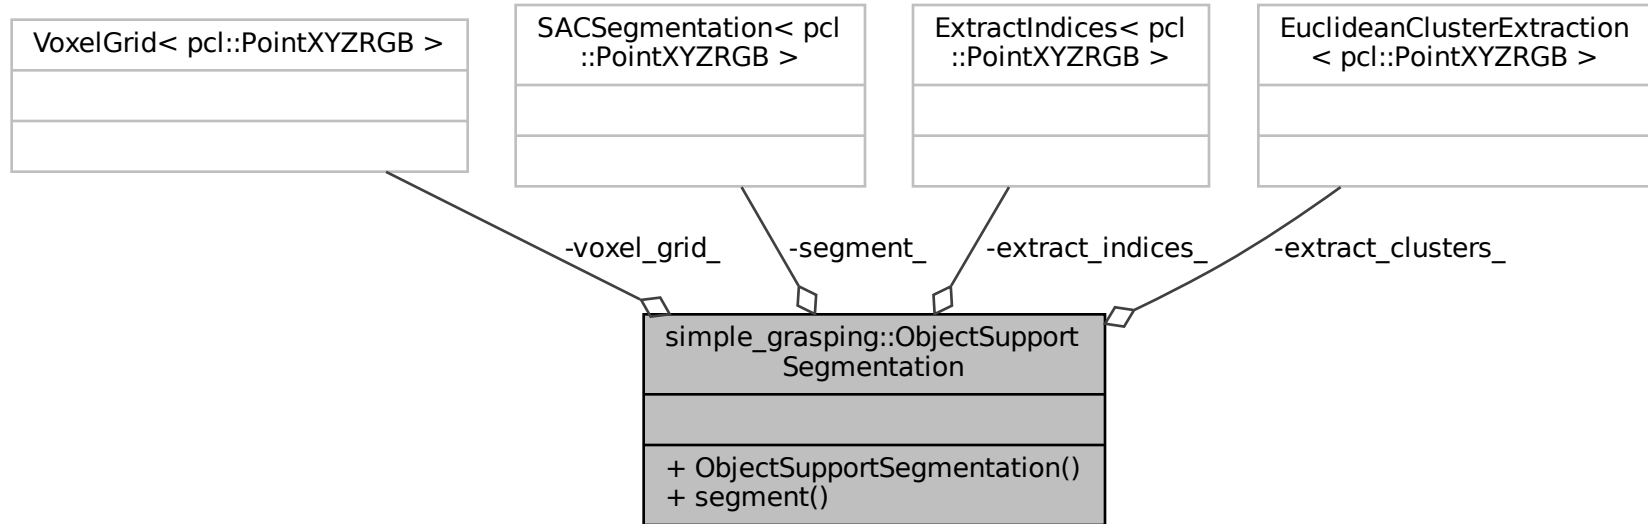 VoxelGrid< pcl::PointXYZRGB >
SACSegmentation< pcl
::PointXYZRGB >
ExtractIndices< pcl
::PointXYZRGB >
EuclideanClusterExtraction
< pcl::PointXYZRGB >
-voxel_grid_
-segment_
-extract_indices_
-extract_clusters_
simple_grasping::ObjectSupport
Segmentation
+ ObjectSupportSegmentation()
+ segment()